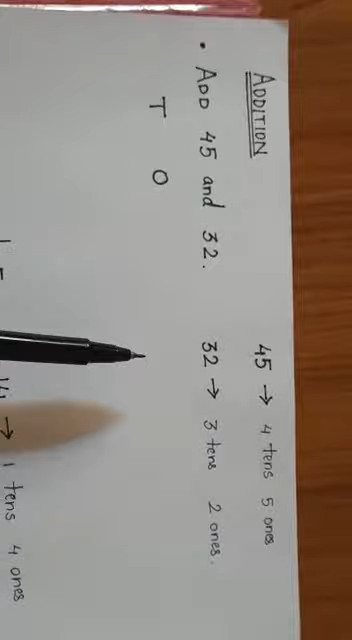 ADDITION
45 → 4 tens 5 ones
• ADD 45 and 32.
32 → 3 tens 2 ones.
T O
→ 1 tens 4 ones